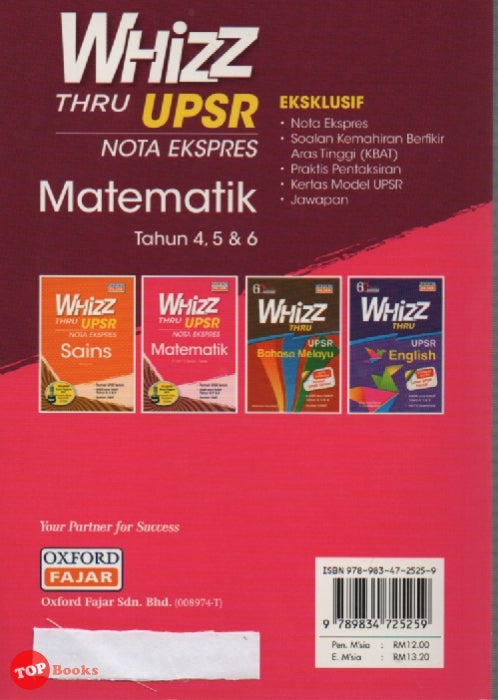 WHIZZ
THRU UPSR
NOTA EKSPRES
Matematik
Tahun 4, 5 & 6
EKSKLUSIF
• Nota Ekspres
• Soalan Kemahiran Berfikir
Aras Tinggi (KBAT)
• Praktis Pentaksiran
• Kertas Model UPSR
• Jawapan
WHIZZ
THRU UPSR
NOTA EKSPRES
Sains
WHIZZ
THRU UPSR
NOTA EKSPRES
Matematik
WHIZZ
THRU
UPSR
Bahasa Melayu
WHIZZ
THRU
UPSR
English
Your Partner for Success
OXFORD
FAJAR
Oxford Fajar Sdn. Bhd. (008974-T)
ISBN 978-983-47-2525-9
9 789834 725259
Pen. M'sia : RM12.00
E. M'sia : RM13.20
TOP Books